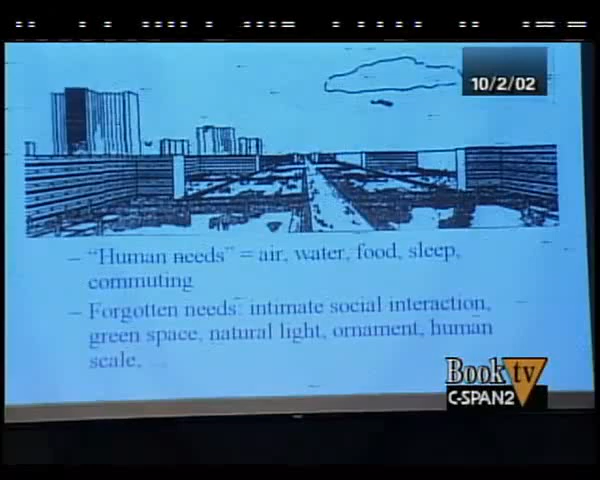 10/2/02
– "Human needs" = air, water, food, sleep,
commuting
– Forgotten needs: intimate social interaction,
green space, natural light, ornament, human
scale, ...
Book tv
C-SPAN2